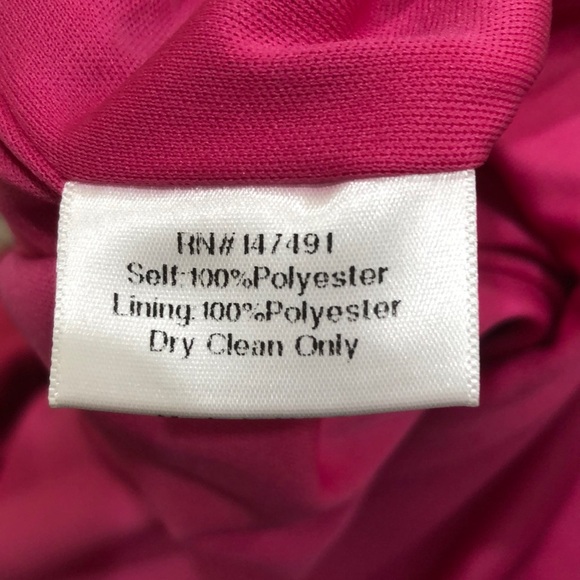 RN#147491
Self:100%Polyester
Lining:100%Polyester
Dry Clean Only